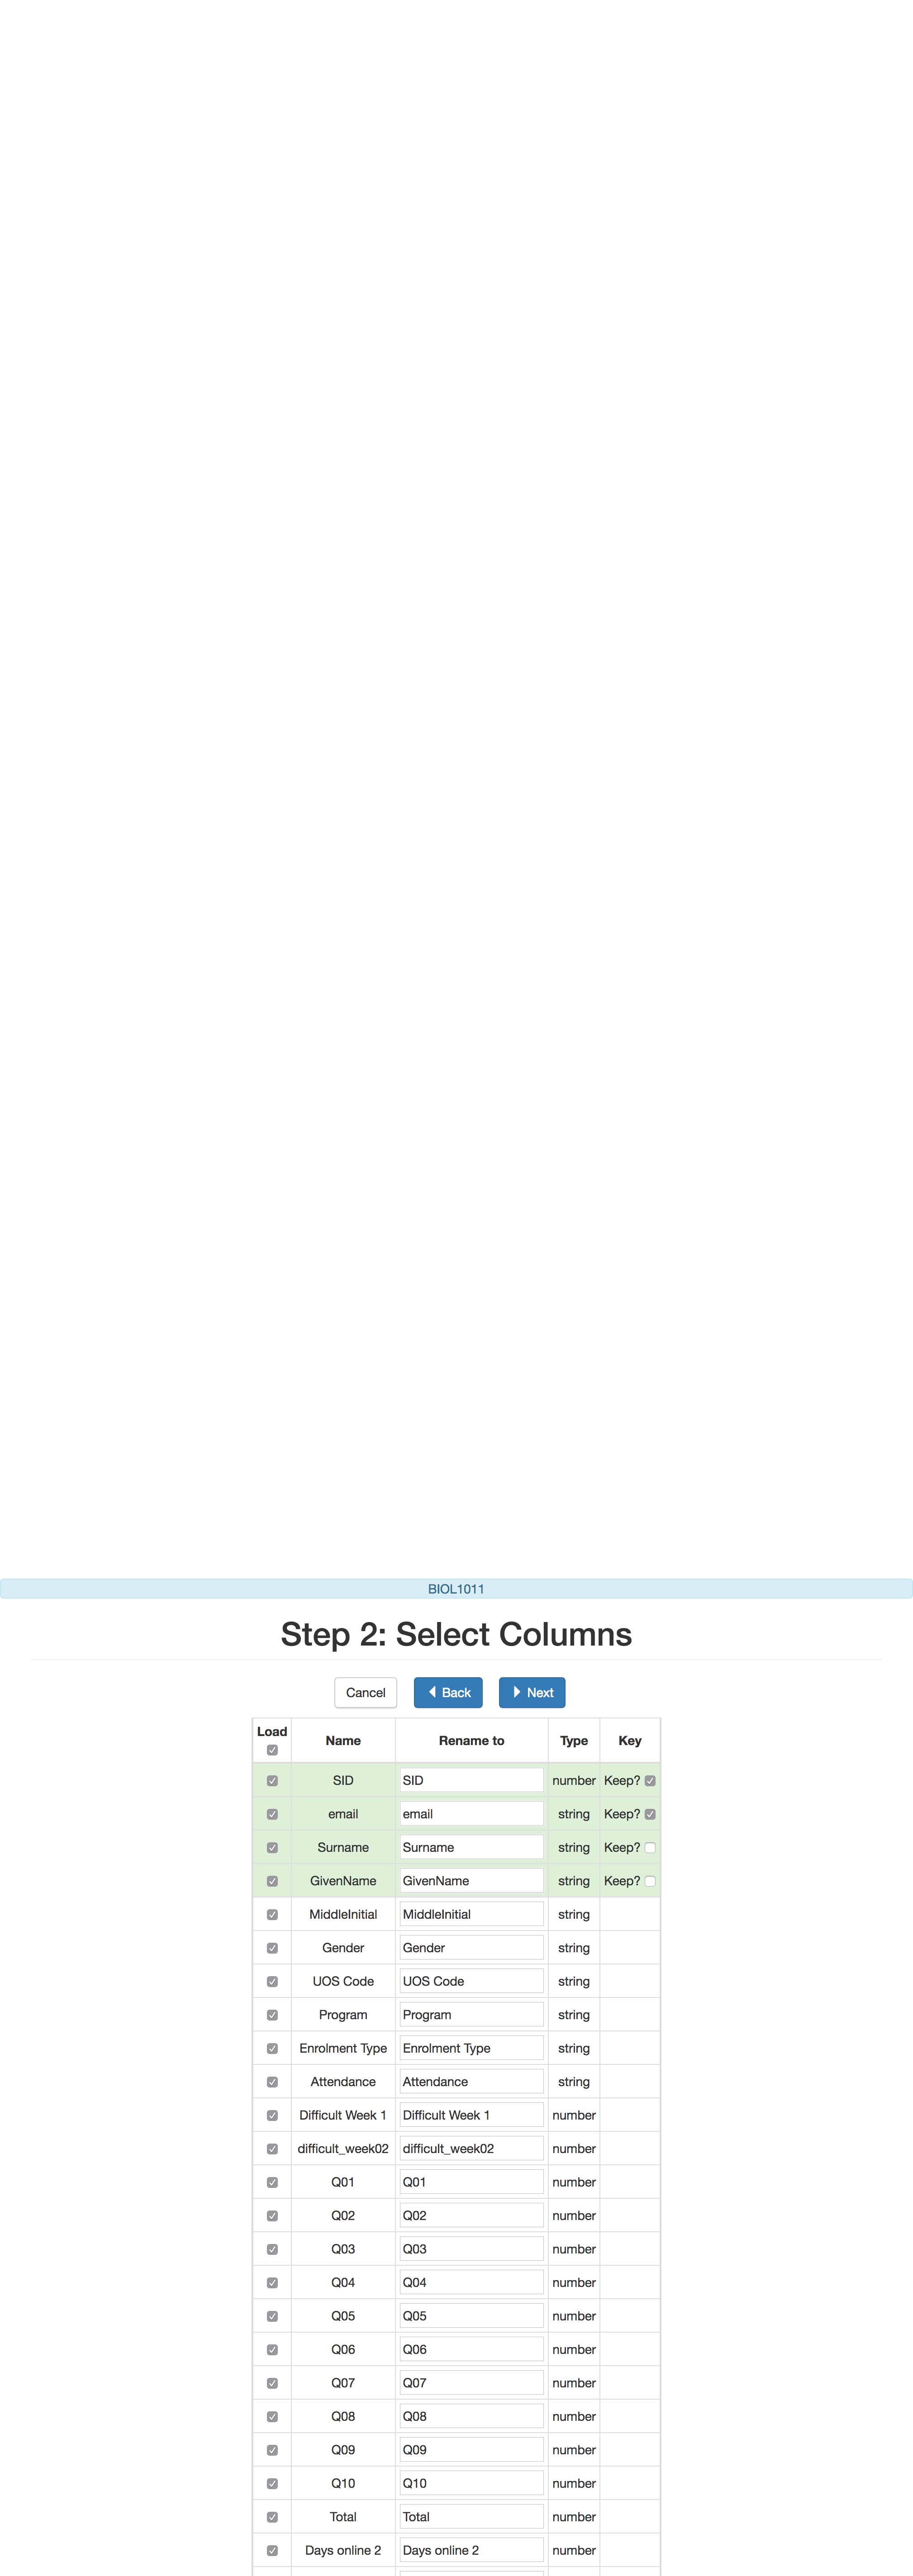 BIOL1011
Step 2: Select Columns
Cancel Back Next
Load Name Rename to Type Key
SID SID number Keep?
email email string Keep?
Surname Surname string Keep?
GivenName GivenName string Keep?
MiddleInitial MiddleInitial string
Gender Gender string
UOS Code UOS Code string
Program Program string
Enrolment Type Enrolment Type string
Attendance Attendance string
Difficult Week 1 Difficult Week 1 number
difficult_week02 difficult_week02 number
Q01 Q01 number
Q02 Q02 number
Q03 Q03 number
Q04 Q04 number
Q05 Q05 number
Q06 Q06 number
Q07 Q07 number
Q08 Q08 number
Q09 Q09 number
Q10 Q10 number
Total Total number
Days online 2 Days online 2 number